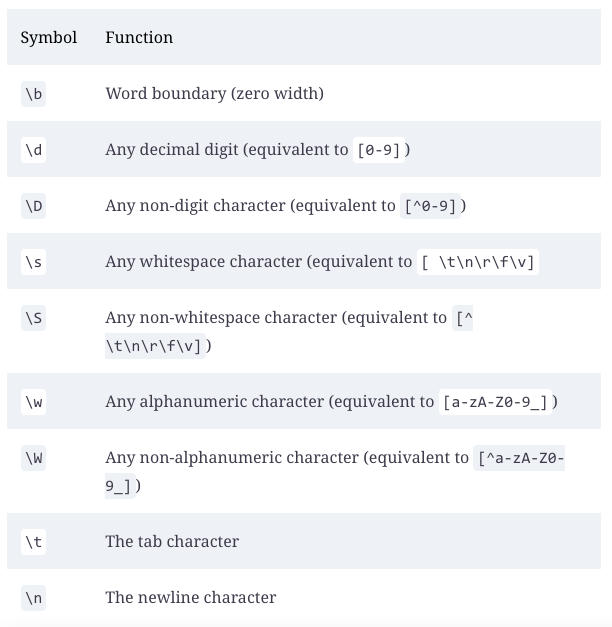 Symbol Function
\b Word boundary (zero width)
\d Any decimal digit (equivalent to [0-9])
\D Any non-digit character (equivalent to [^0-9])
\s Any whitespace character (equivalent to [ \t\n\r\f\v]
\S Any non-whitespace character (equivalent to [^
\t\n\r\f\v])
\w Any alphanumeric character (equivalent to [a-zA-Z0-9_])
\W Any non-alphanumeric character (equivalent to [^a-zA-Z0-
9_])
\t The tab character
\n The newline character